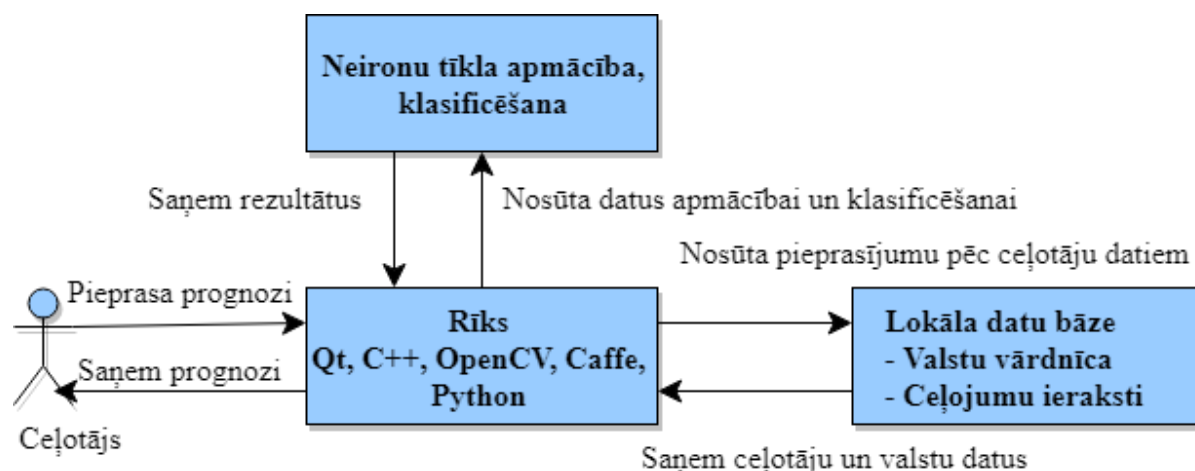 Neironu tīkla apmācība,
klasificēšana
Saņem rezultātus
Nosūta datus apmācībai un klasificēšanai
Nosūta pieprasījumu pēc ceļotāju datiem
Pieprasa prognozi
Saņem prognozi
Ceļotājs
Rīks
Qt, C++, OpenCV, Caffe,
Python
Lokāla datu bāze
- Valstu vārdnīca
- Ceļojumu ieraksti
Saņem ceļotāju un valstu datus